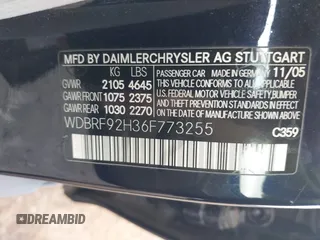 MFD BY DAIMLERCHRYSLER AG STUTTGART
KG LBS PASSENGER CAR MADE IN GERMANY 11/05
GVWR 2105 4645
GAWR FRONT 1075 2375
GAWR REAR 1030 2270
THIS VEHICLE CONFORMS TO ALL APPLICABLE U.S. FEDERAL MOTOR VEHICLE SAFETY, BUMPER AND THEFT PREVENTION STANDARDS IN EFFECT ON THE DATE OF MANUFACTURE SHOWN ABOVE
WDBRF92H36F773255
C359
DREAMBID